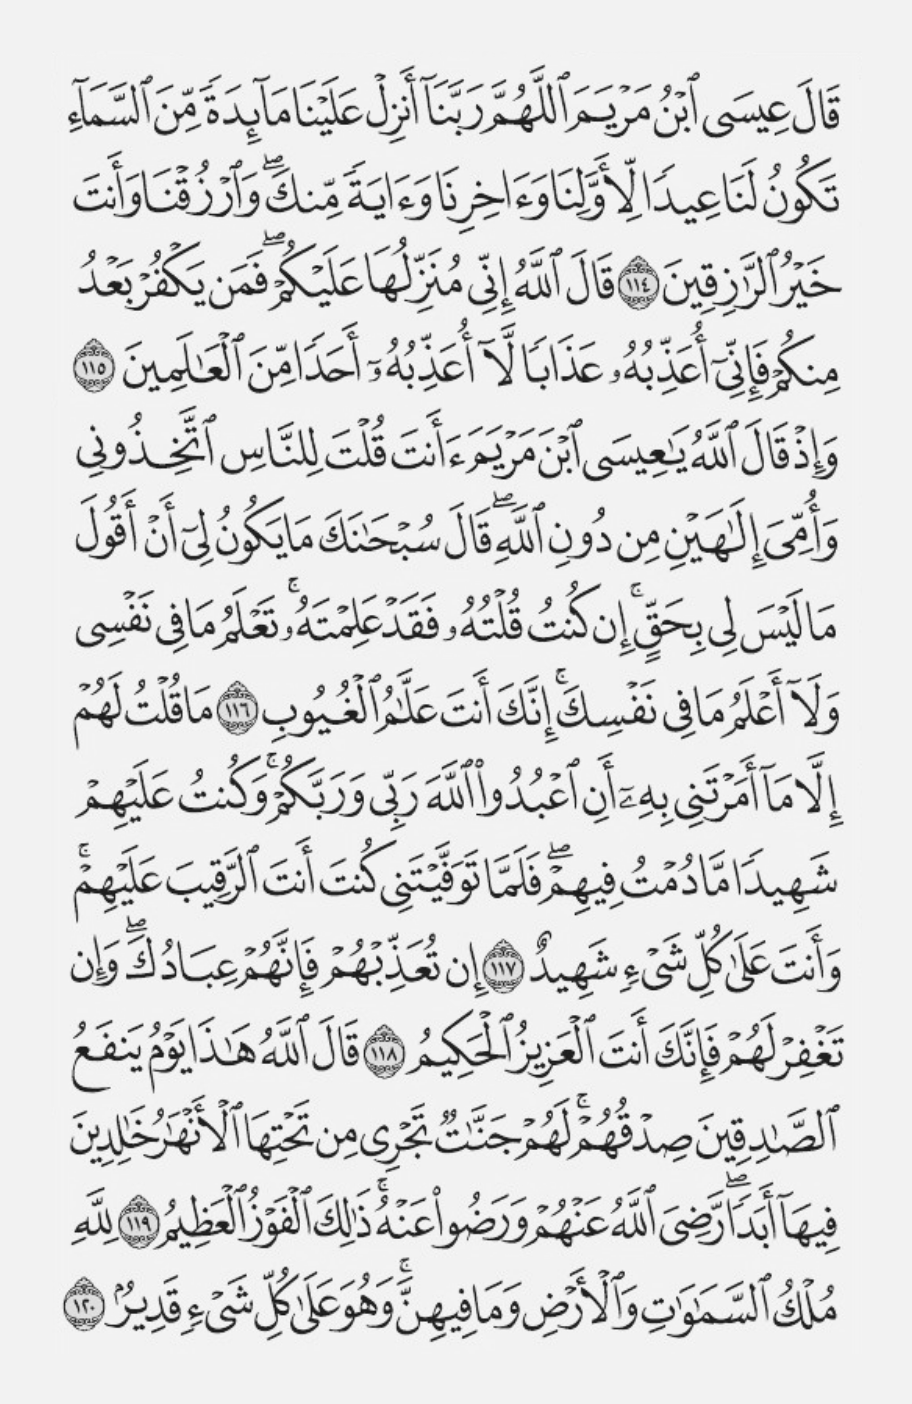 قَالَ عِيسَى ٱبْنُ مَرْيَمَ ٱللَّهُمَّ رَبَّنَآ أَنزِلْ عَلَيْنَا مَآئِدَةً مِّنَ ٱلسَّمَآءِ
تَكُونُ لَنَا عِيدًا لِّأَوَّلِنَا وَءَاخِرِنَا وَءَايَةً مِّنكَ ۖ وَٱرْزُقْنَا وَأَنتَ
خَيْرُ ٱلرَّٰزِقِينَ ١١٤ قَالَ ٱللَّهُ إِنِّي مُنَزِّلُهَا عَلَيْكُمْ ۖ فَمَن يَكْفُرْ بَعْدُ
مِنكُمْ فَإِنِّيٓ أُعَذِّبُهُۥ عَذَابًا لَّآ أُعَذِّبُهُۥٓ أَحَدًا مِّنَ ٱلْعَٰلَمِينَ ١١٥
وَإِذْ قَالَ ٱللَّهُ يَٰعِيسَى ٱبْنَ مَرْيَمَ ءَأَنتَ قُلْتَ لِلنَّاسِ ٱتَّخِذُونِي
وَأُمِّيَ إِلَٰهَيْنِ مِن دُونِ ٱللَّهِ ۖ قَالَ سُبْحَٰنَكَ مَا يَكُونُ لِيٓ أَنْ أَقُولَ
مَا لَيْسَ لِي بِحَقٍّ ۚ إِن كُنتُ قُلْتُهُۥ فَقَدْ عَلِمْتَهُۥ ۚ تَعْلَمُ مَا فِي نَفْسِي
وَلَآ أَعْلَمُ مَا فِي نَفْسِكَ ۚ إِنَّكَ أَنتَ عَلَّٰمُ ٱلْغُيُوبِ ١١٦ مَا قُلْتُ لَهُمْ
إِلَّا مَآ أَمَرْتَنِي بِهِۦٓ أَنِ ٱعْبُدُوا۟ ٱللَّهَ رَبِّي وَرَبَّكُمْ ۚ وَكُنتُ عَلَيْهِمْ
شَهِيدًا مَّا دُمْتُ فِيهِمْ ۖ فَلَمَّا تَوَفَّيْتَنِي كُنتَ أَنتَ ٱلرَّقِيبَ عَلَيْهِمْ ۚ
وَأَنتَ عَلَىٰ كُلِّ شَيْءٍ شَهِيدٌ ١١٧ إِن تُعَذِّبْهُمْ فَإِنَّهُمْ عِبَادُكَ ۖ وَإِن
تَغْفِرْ لَهُمْ فَإِنَّكَ أَنتَ ٱلْعَزِيزُ ٱلْحَكِيمُ ١١٨ قَالَ ٱللَّهُ هَٰذَا يَوْمُ يَنفَعُ
ٱلصَّٰدِقِينَ صِدْقُهُمْ ۚ لَهُمْ جَنَّٰتٌ تَجْرِي مِن تَحْتِهَا ٱلْأَنْهَٰرُ خَٰلِدِينَ
فِيهَآ أَبَدًا ۖ رَّضِيَ ٱللَّهُ عَنْهُمْ وَرَضُوا۟ عَنْهُ ۚ ذَٰلِكَ ٱلْفَوْزُ ٱلْعَظِيمُ ١١٩ لِلَّهِ
مُلْكُ ٱلسَّمَٰوَٰتِ وَٱلْأَرْضِ وَمَا فِيهِنَّ ۚ وَهُوَ عَلَىٰ كُلِّ شَيْءٍ قَدِيرٌۢ ١٢٠